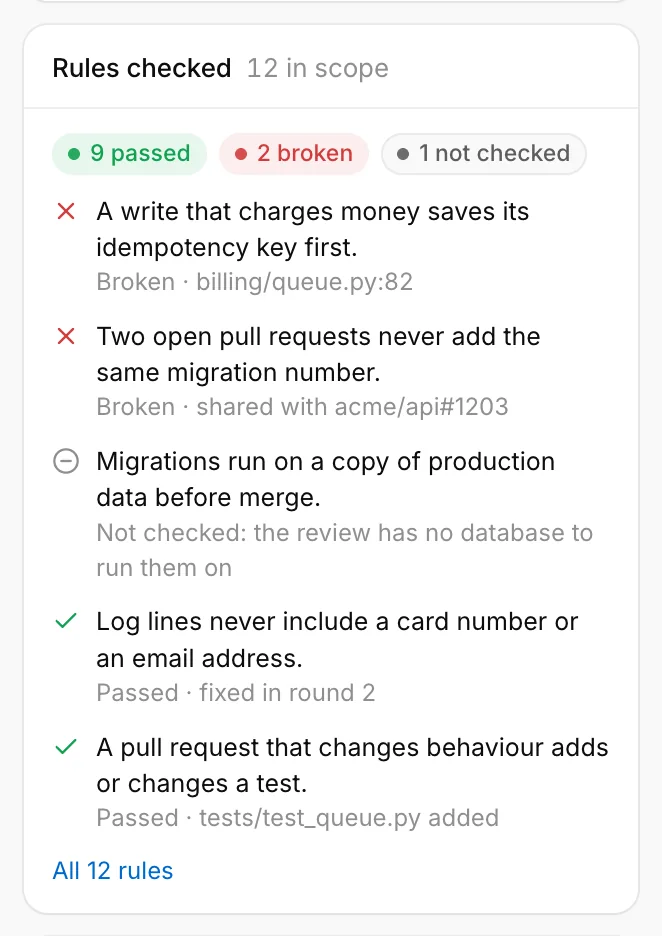 Rules checked 12 in scope
9 passed 2 broken 1 not checked
A write that charges money saves its
idempotency key first.
Broken · billing/queue.py:82
Two open pull requests never add the
same migration number.
Broken · shared with acme/api#1203
Migrations run on a copy of production
data before merge.
Not checked: the review has no database to
run them on
Log lines never include a card number or
an email address.
Passed · fixed in round 2
A pull request that changes behaviour adds
or changes a test.
Passed · tests/test_queue.py added
All 12 rules